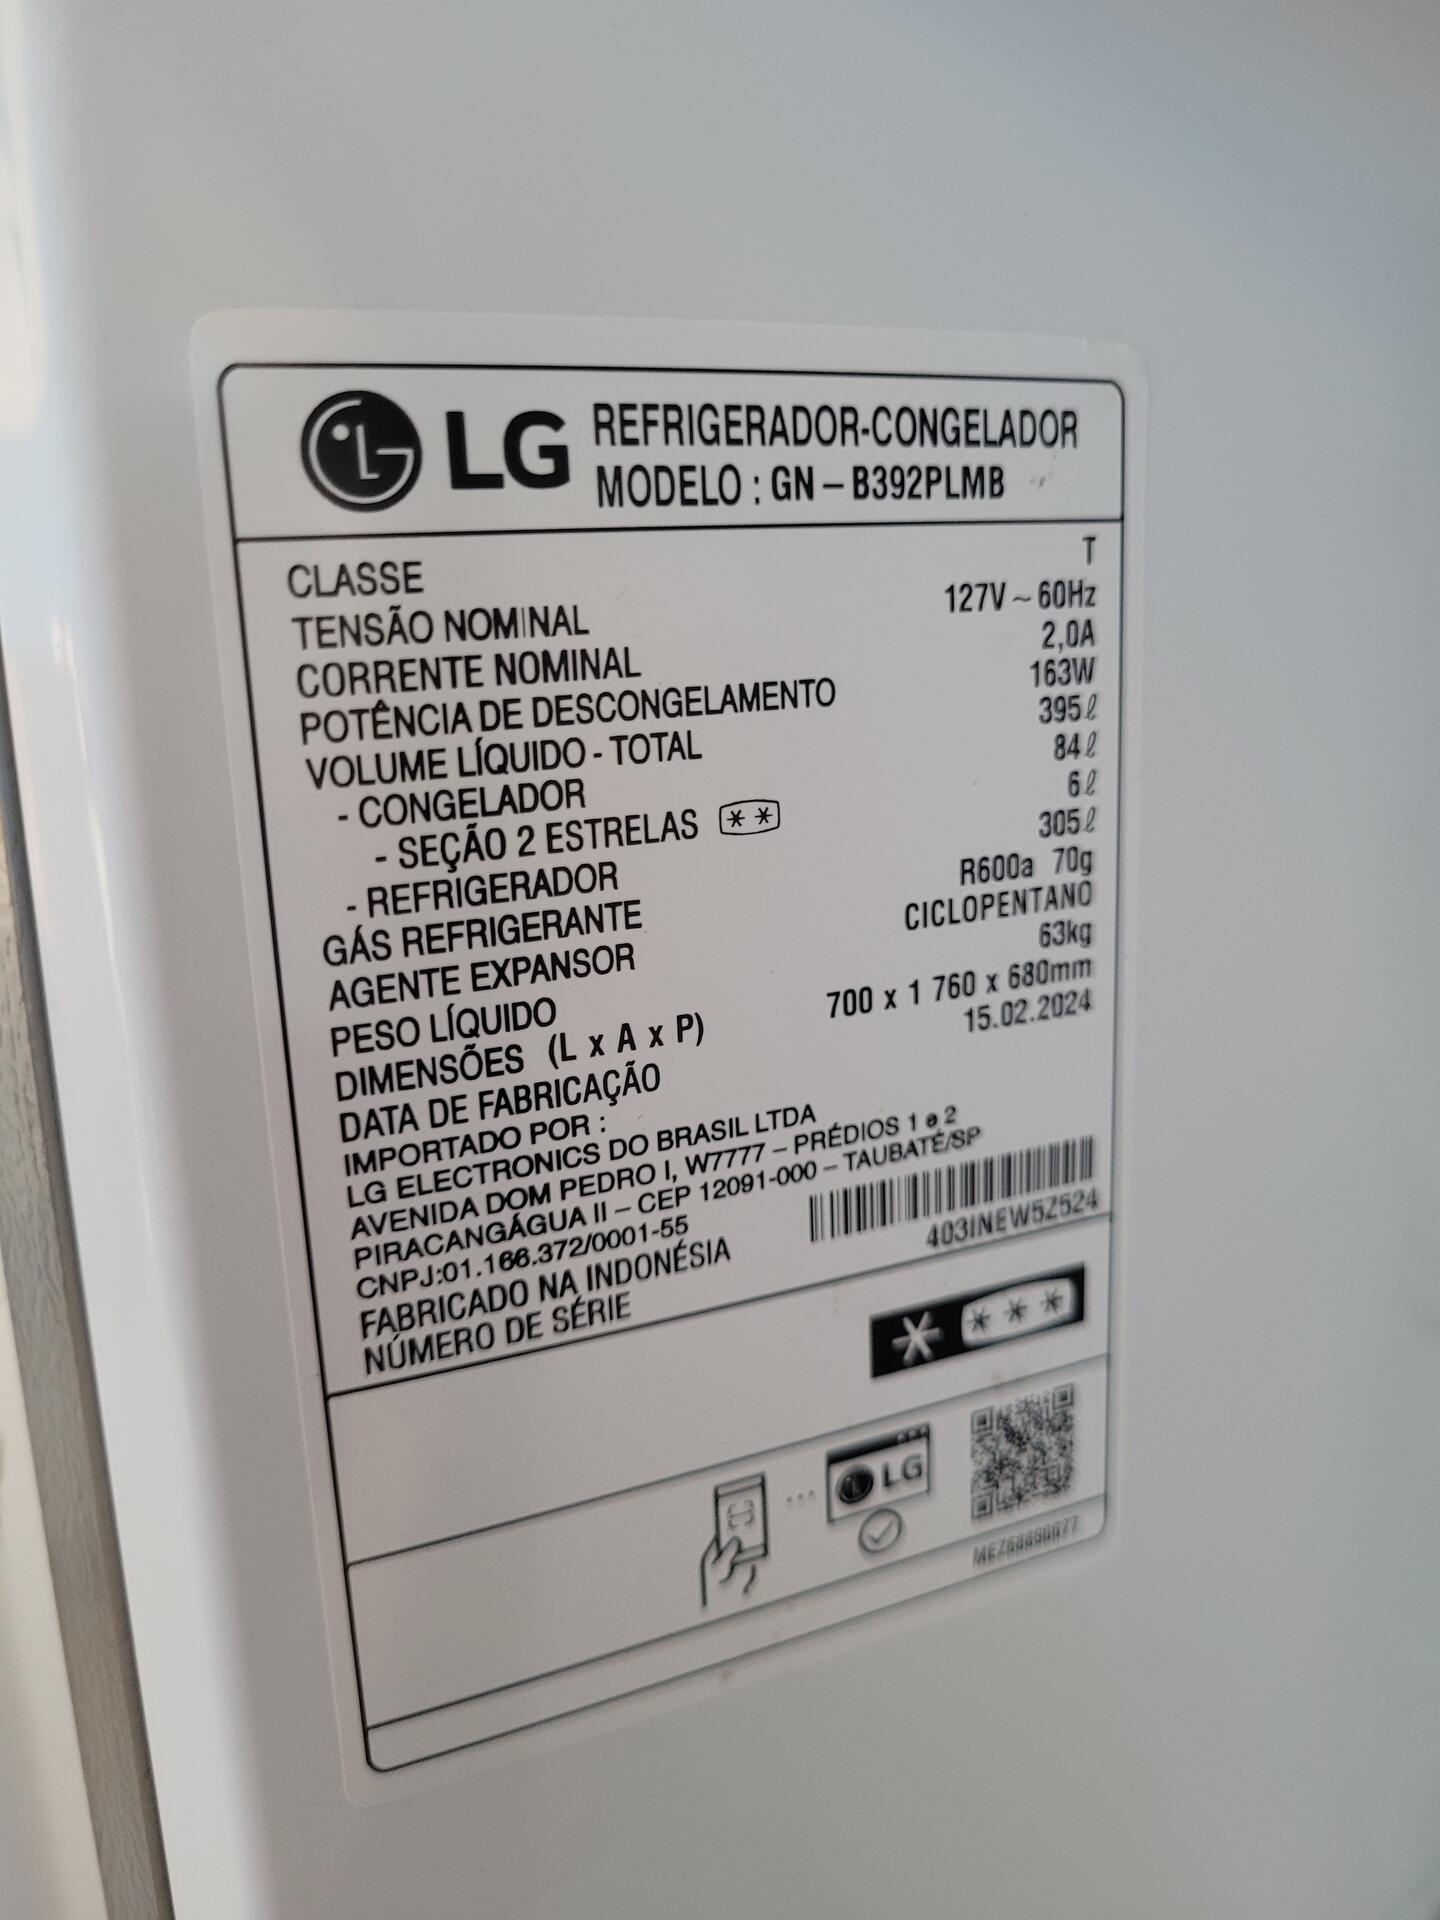 LG REFRIGERADOR-CONGELADOR
MODELO : GN – B392PLMB
CLASSE T
TENSÃO NOMINAL 127V ~ 60Hz
CORRENTE NOMINAL 2,0A
POTÊNCIA DE DESCONGELAMENTO 163W
VOLUME LÍQUIDO - TOTAL 395ℓ
- CONGELADOR 84ℓ
- SEÇÃO 2 ESTRELAS ** 6ℓ
- REFRIGERADOR 305ℓ
GÁS REFRIGERANTE R600a 70g
AGENTE EXPANSOR CICLOPENTANO
PESO LÍQUIDO 63kg
DIMENSÕES (L x A x P) 700 x 1 760 x 680mm
DATA DE FABRICAÇÃO 15.02.2024
IMPORTADO POR :
LG ELECTRONICS DO BRASIL LTDA
AVENIDA DOM PEDRO I, W7777 – PRÉDIOS 1 e 2
PIRACANGÁGUA II – CEP 12091-000 – TAUBATÉ/SP
CNPJ:01.166.372/0001-55
FABRICADO NA INDONÉSIA
NÚMERO DE SÉRIE 403INEW5Z524
* ***
LG